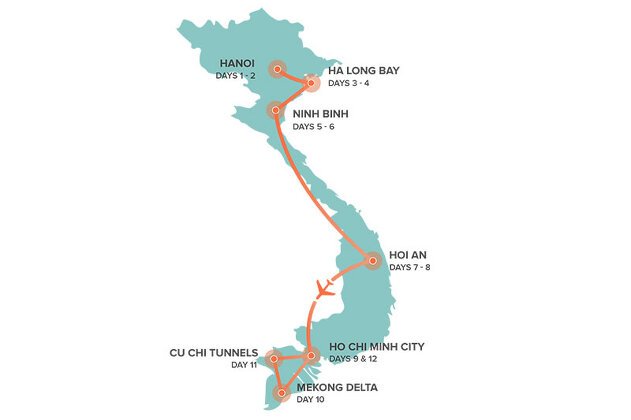 HANOI
DAYS 1 - 2
HA LONG BAY
DAYS 3 - 4
NINH BINH
DAYS 5 - 6
HOI AN
DAYS 7 - 8
HO CHI MINH CITY
DAYS 9 & 12
CU CHI TUNNELS
DAY 11
MEKONG DELTA
DAY 10